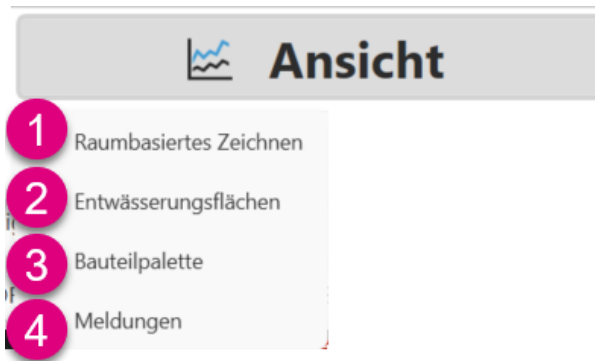 Ansicht
1 Raumbasiertes Zeichnen
2 Entwässerungsflächen
3 Bauteilpalette
4 Meldungen